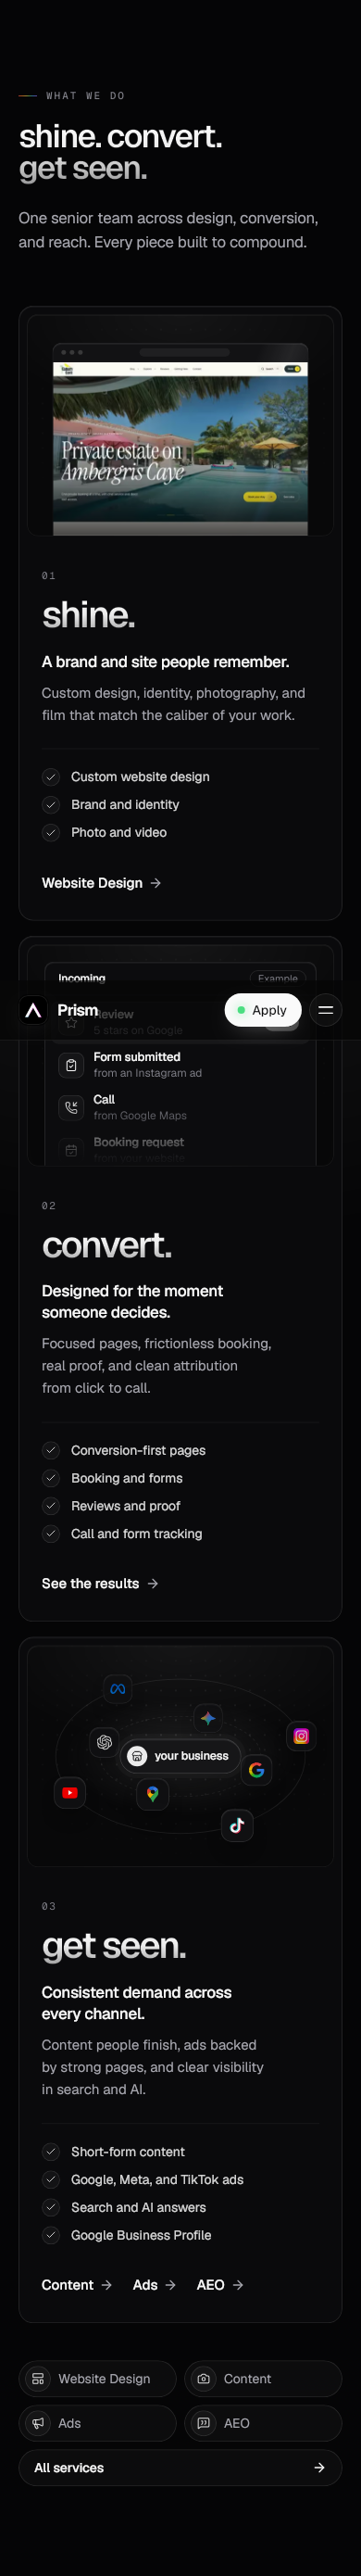 WHAT WE DO
shine. convert.
get seen.
One senior team across design, conversion,
and reach. Every piece built to compound.
Private estate on
Ambergris Caye
01
shine.
A brand and site people remember.
Custom design, identity, photography, and
film that match the caliber of your work.
Custom website design
Brand and identity
Photo and video
Website Design →
Incoming
Example
Review
Prism
Apply
5 stars on Google
Form submitted
from an Instagram ad
Call
from Google Maps
Booking request
from your website
02
convert.
Designed for the moment
someone decides.
Focused pages, frictionless booking,
real proof, and clean attribution
from click to call.
Conversion-first pages
Booking and forms
Reviews and proof
Call and form tracking
See the results →
your business
03
get seen.
Consistent demand across
every channel.
Content people finish, ads backed
by strong pages, and clear visibility
in search and AI.
Short-form content
Google, Meta, and TikTok ads
Search and AI answers
Google Business Profile
Content → Ads → AEO →
Website Design
Content
Ads
AEO
All services →